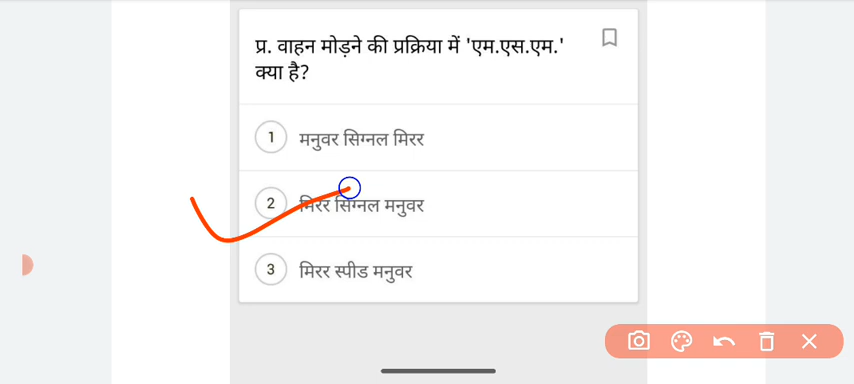 प्र. वाहन मोड़ने की प्रक्रिया में 'एम.एस.एम.'
क्या है?
1 मनुवर सिग्नल मिरर
2 मिरर सिग्नल मनुवर
3 मिरर स्पीड मनुवर